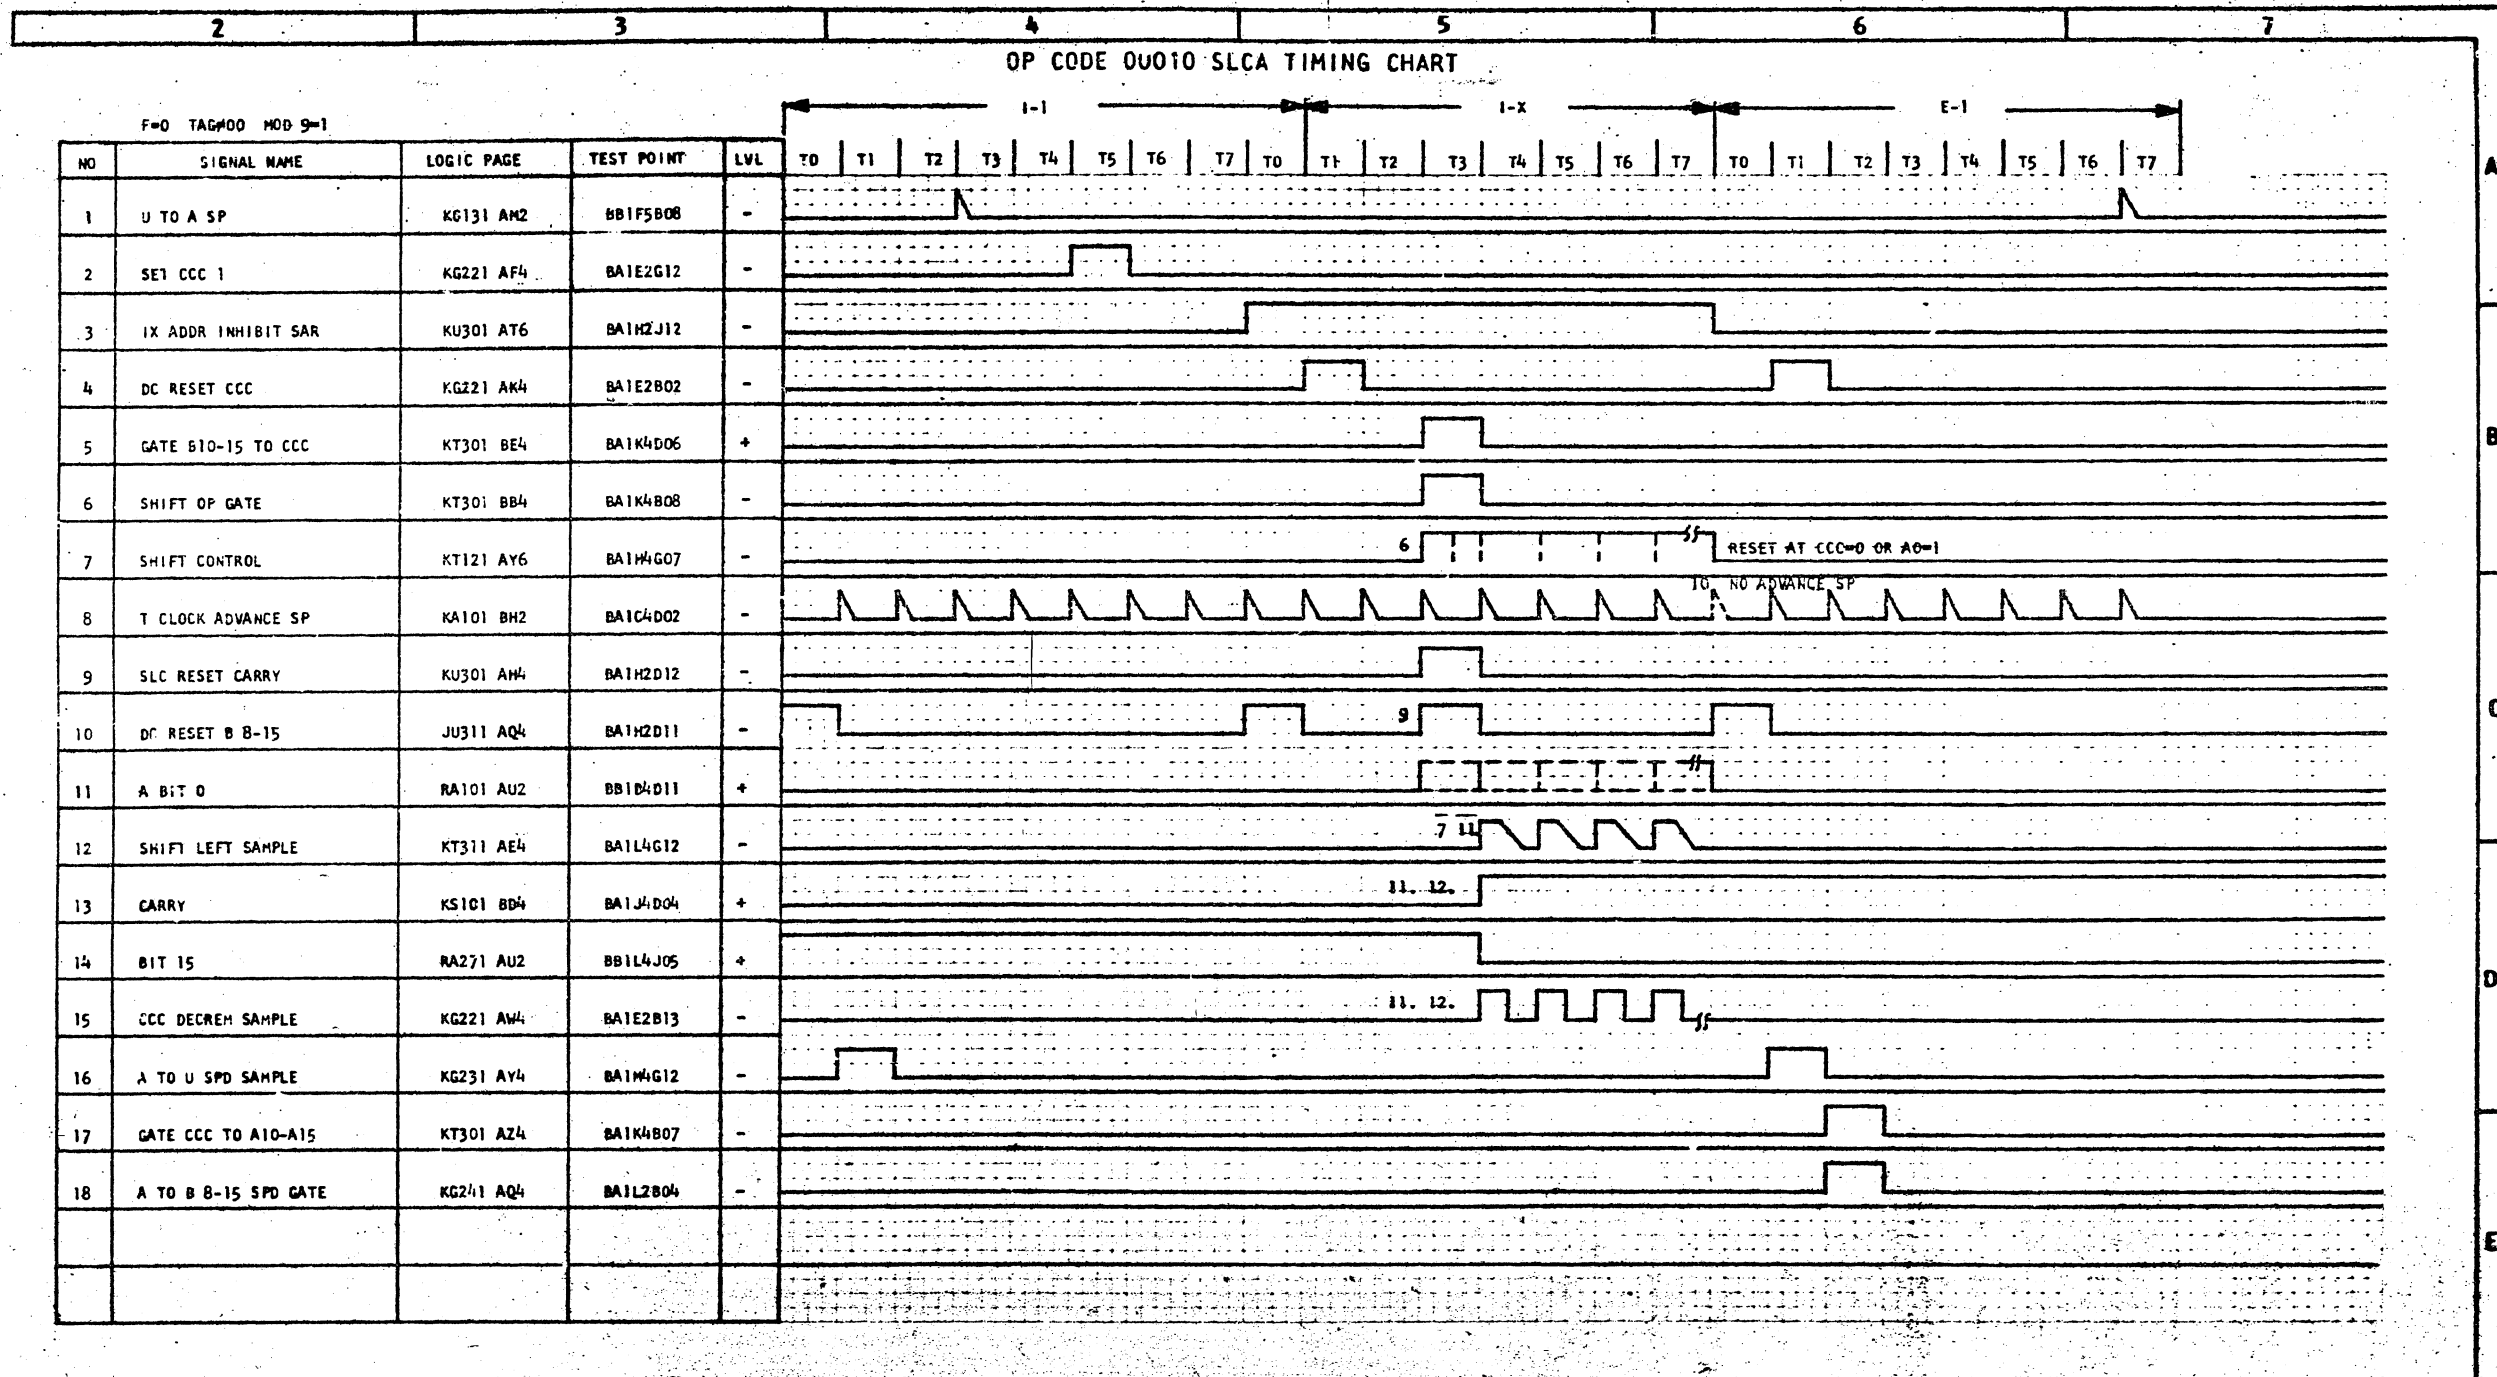 2 3 4 5 6 7
OP CODE 00010 SLCA TIMING CHART
I-1 I-X E-1
F=0 TAG≠00 MOD 9=1
NO SIGNAL NAME LOGIC PAGE TEST POINT LVL T0 T1 T2 T3 T4 T5 T6 T7 T0 T1 T2 T3 T4 T5 T6 T7 T0 T1 T2 T3 T4 T5 T6 T7
A
1 U TO A SP KG131 AM2 BB1F5B08 -
2 SET CCC 1 KG221 AF4 BA1E2G12 -
3 IX ADDR INHIBIT SAR KU301 AT6 BA1H2J12 -
4 DC RESET CCC KG221 AK4 BA1E2B02 -
B
5 GATE B10-15 TO CCC KT301 BE4 BA1K4D06 +
6 SHIFT OP GATE KT301 BB4 BA1K4B08 -
7 SHIFT CONTROL KT121 AY6 BA1M4G07 - 6 RESET AT CCC=0 OR A0=1
T0 NO ADVANCE SP
8 T CLOCK ADVANCE SP KA101 BH2 BA1C4D02 -
9 SLC RESET CARRY KU301 AH4 BA1H2D12 -
C
10 DC RESET B 8-15 JU311 AQ4 BA1H2D11 - 9
11 A BIT 0 RA101 AU2 BB1D4D11 +
12 SHIFT LEFT SAMPLE KT311 AE4 BA1L4G12 - 7 11
13 CARRY KS101 BD4 BA1J4D04 + 11. 12.
14 BIT 15 RA271 AU2 BB1L4J05 +
D
15 CCC DECREM SAMPLE KG221 AW4 BA1E2B13 - 11. 12.
16 A TO U SPD SAMPLE KG231 AY4 BA1M4G12 -
17 GATE CCC TO A10-A15 KT301 AZ4 BA1K4B07 -
18 A TO B 8-15 SPD GATE KG241 AQ4 BA1L2B04 -
E